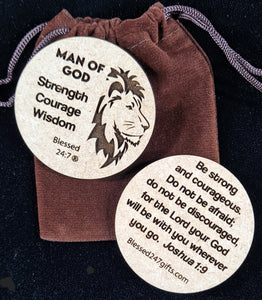 MAN OF
GOD
Strength
Courage
Wisdom
Blessed
24:7 ®
Be strong
and courageous.
Do not be afraid;
do not be discouraged,
for the Lord your God
will be with you wherever
you go. Joshua 1:9
Blessed247gifts.com